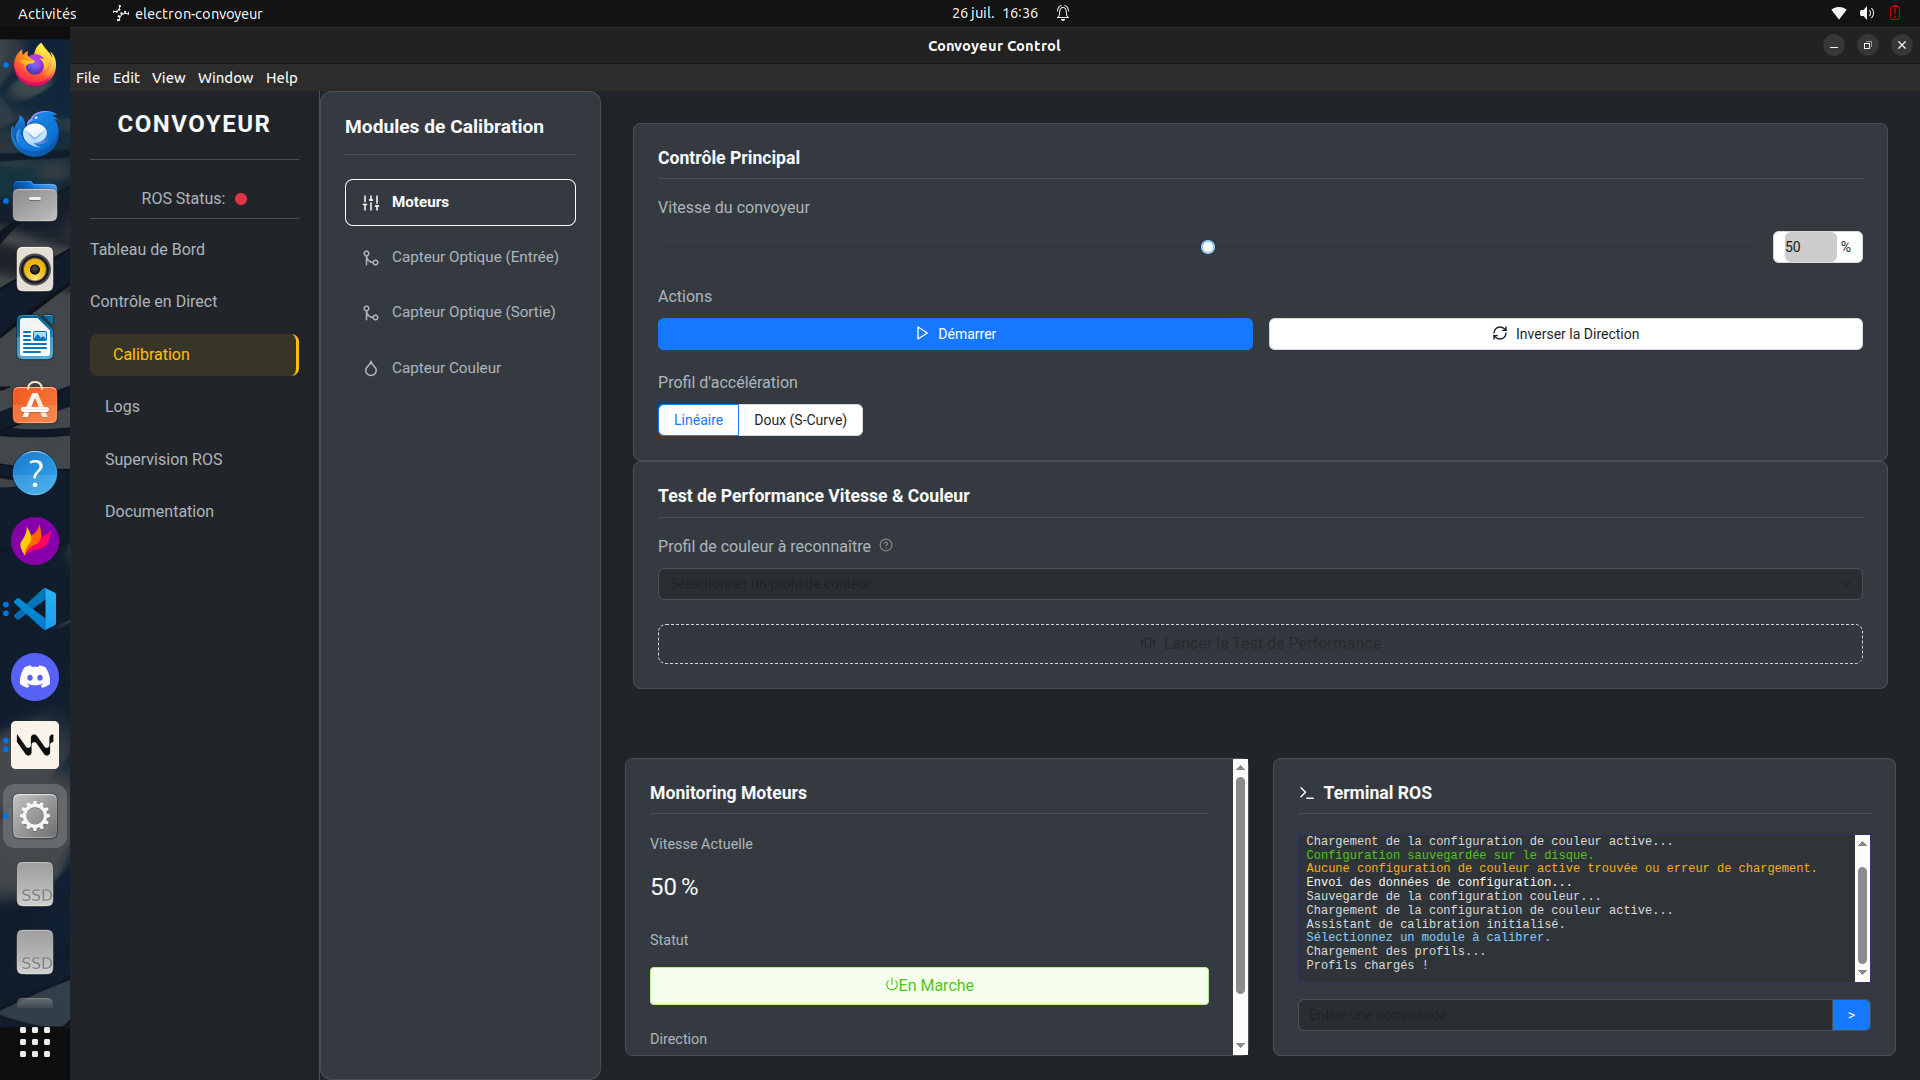 Activités
electron-convoyeur
26 juil. 16:36
Convoyeur Control
File Edit View Window Help
CONVOYEUR
ROS Status:
Tableau de Bord
Contrôle en Direct
Calibration
Logs
Supervision ROS
Documentation
Modules de Calibration
Moteurs
Capteur Optique (Entrée)
Capteur Optique (Sortie)
Capteur Couleur
Contrôle Principal
Vitesse du convoyeur
50 %
Actions
Démarrer
Inverser la Direction
Profil d'accélération
Linéaire
Doux (S-Curve)
Test de Performance Vitesse & Couleur
Profil de couleur à reconnaître
Sélectionner un profil de couleur
Lancer le Test de Performance
Monitoring Moteurs
Vitesse Actuelle
50 %
Statut
En Marche
Direction
Terminal ROS
Chargement de la configuration de couleur active...
Configuration sauvegardée sur le disque.
Aucune configuration de couleur active trouvée ou erreur de chargement.
Envoi des données de configuration...
Sauvegarde de la configuration couleur...
Chargement de la configuration de couleur active...
Assistant de calibration initialisé.
Sélectionnez un module à calibrer.
Chargement des profils...
Profils chargés !
Entrer une commande...
>
SSD
SSD